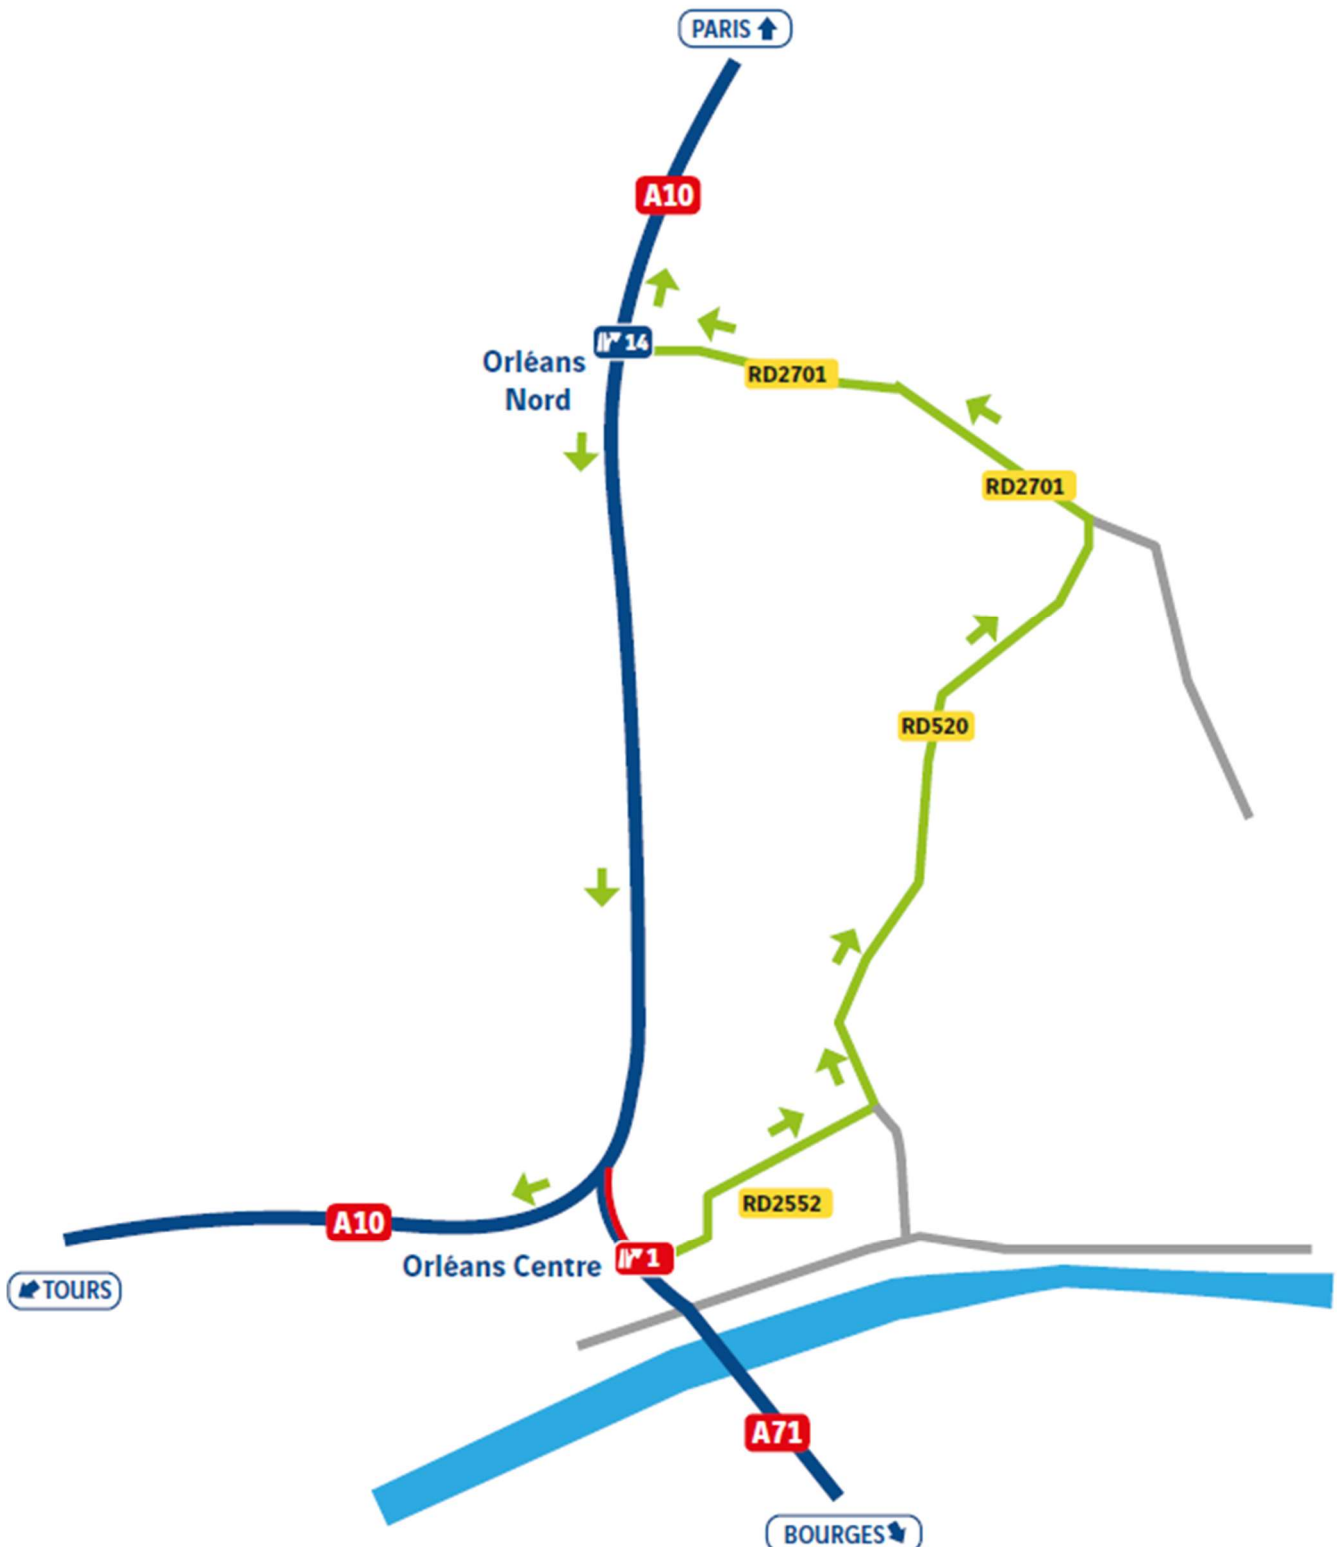 PARIS
A10
14
Orléans
Nord
RD2701
RD2701
RD520
RD2552
A10
Orléans Centre
1
TOURS
A71
BOURGES